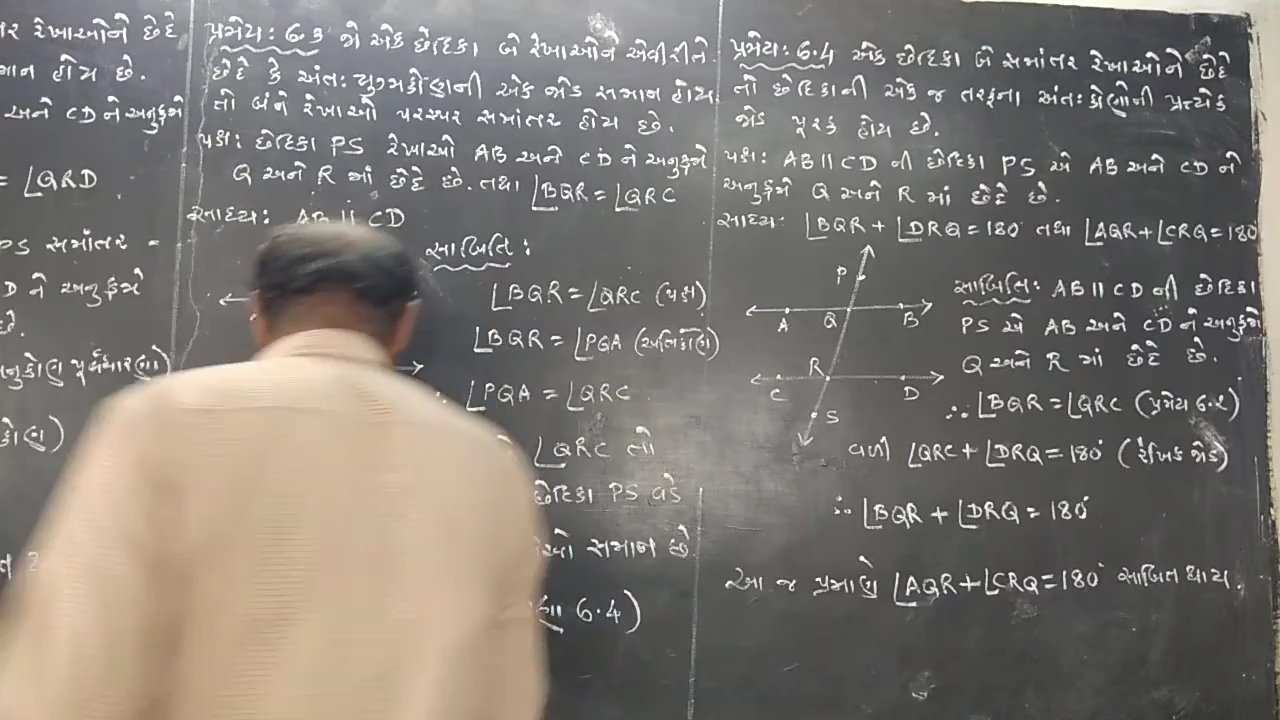 ર રેખાઓને છેદે
માન હોય છે.
અને CD ને અનુક્રમે
= ∠QRD
PS સમાંતર -
D ને અનુક્રમે
છે.
અનુકોણ પૂર્વધારણા)
કોણ)
પ્રમેય: 6.3 જો એક છેદિકા બે રેખાઓને એવી રીતે
છેદે કે અંત: યુગ્મકોણની એક જોડ સમાન હોય
તો બંને રેખાઓ પરસ્પર સમાંતર હોય છે.
પક્ષ: છેદિકા PS રેખાઓ AB અને CD ને અનુક્રમે
Q અને R માં છેદે છે. તથા ∠BQR = ∠QRC
સાધ્ય: AB || CD
સાબિતિ :
∠BQR = ∠QRC (પક્ષ)
∠BQR = ∠PQA (અભિકોણ)
∠PQA = ∠QRC
∠QRC તો
છેદિકા PS વડે
સમાન છે
6.4)
પ્રમેય: 6.4 એક છેદિકા બે સમાંતર રેખાઓને છેદે
તો છેદિકાની એક જ તરફના અંત: કોણોની પ્રત્યેક
જોડ પૂરક હોય છે.
પક્ષ: AB || CD ની છેદિકા PS એ AB અને CD ને
અનુક્રમે Q અને R માં છેદે છે.
સાધ્ય: ∠BQR + ∠DRQ = 180° તથા ∠AQR + ∠CRQ = 180°
P
A Q B
R
C D
S
સાબિતિ: AB || CD ની છેદિકા
PS એ AB અને CD ને અનુક્રમે
Q અને R માં છેદે છે.
∴ ∠BQR = ∠QRC (પ્રમેય 6.2)
વળી ∠QRC + ∠DRQ = 180° (રૈખિક જોડ)
∴ ∠BQR + ∠DRQ = 180°
આ જ પ્રમાણે ∠AQR + ∠CRQ = 180° સાબિત થાય.